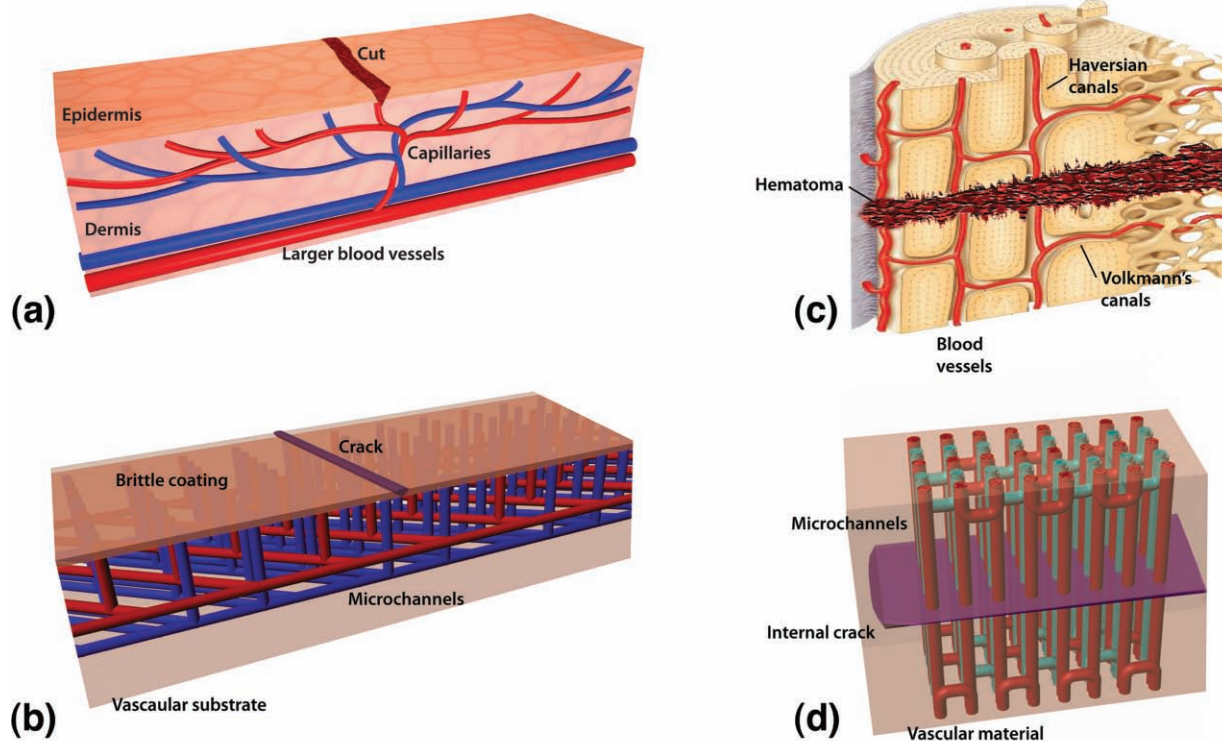 Cut
Epidermis
Capillaries
Dermis
Larger blood vessels
(a)
Haversian
canals
Hematoma
Volkmann's
canals
(c)
Blood
vessels
Crack
Brittle coating
Microchannels
Vascaular substrate
(b)
Microchannels
Internal crack
(d)
Vascular material